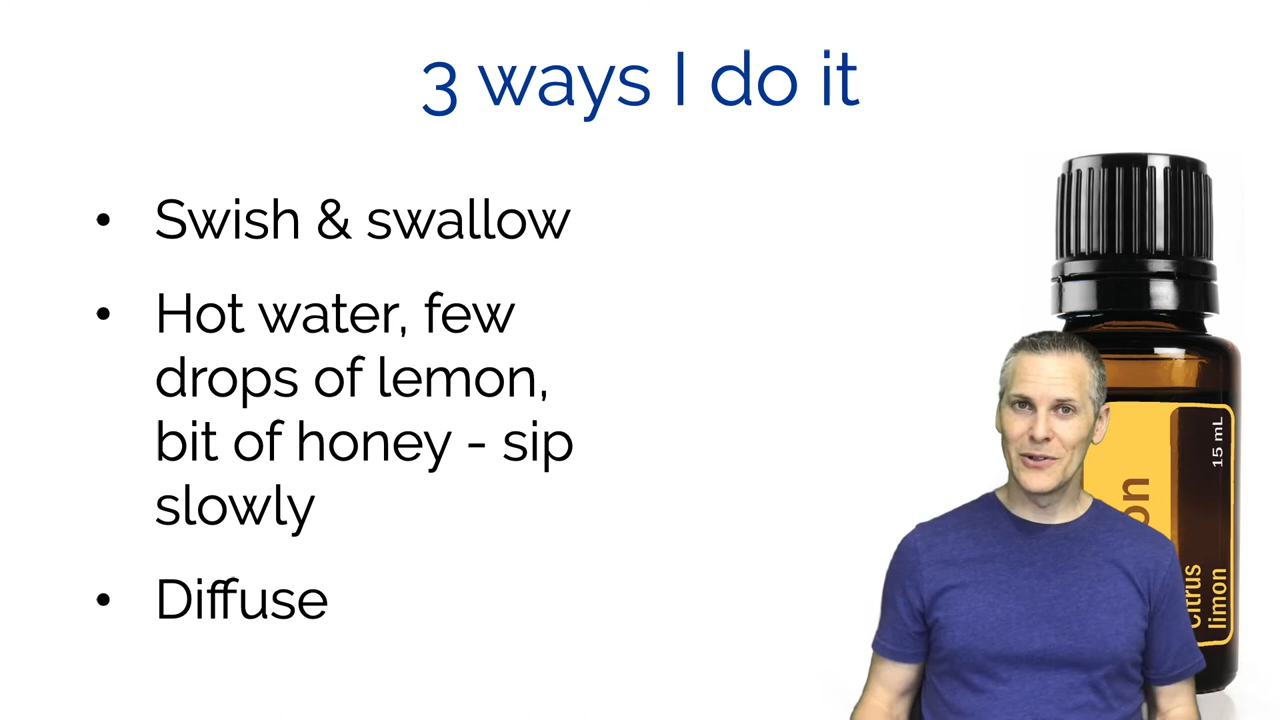 3 ways I do it
• Swish & swallow
• Hot water, few
drops of lemon,
bit of honey - sip
slowly
• Diffuse
15 mL
citrus
limon